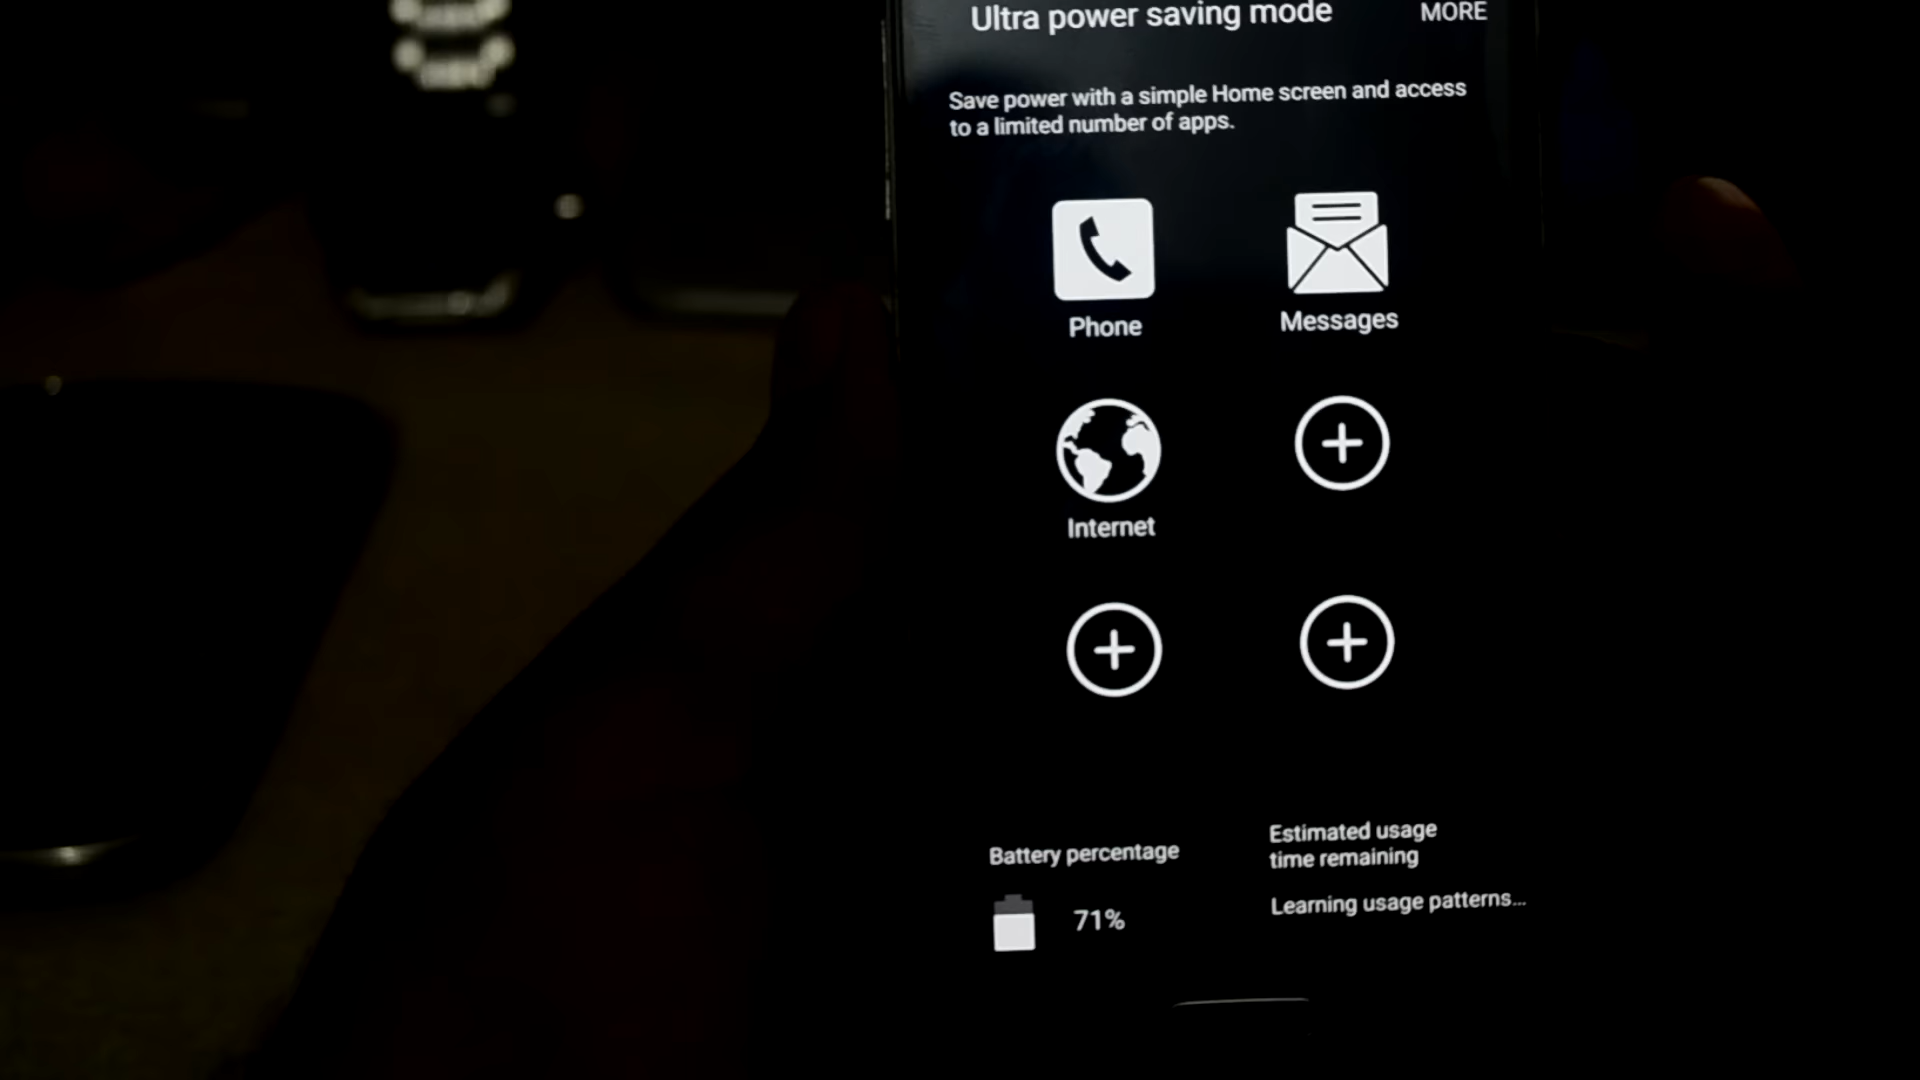 Ultra power saving mode
MORE
Save power with a simple Home screen and access
to a limited number of apps.
Phone
Messages
Internet
Battery percentage
71%
Estimated usage
time remaining
Learning usage patterns...